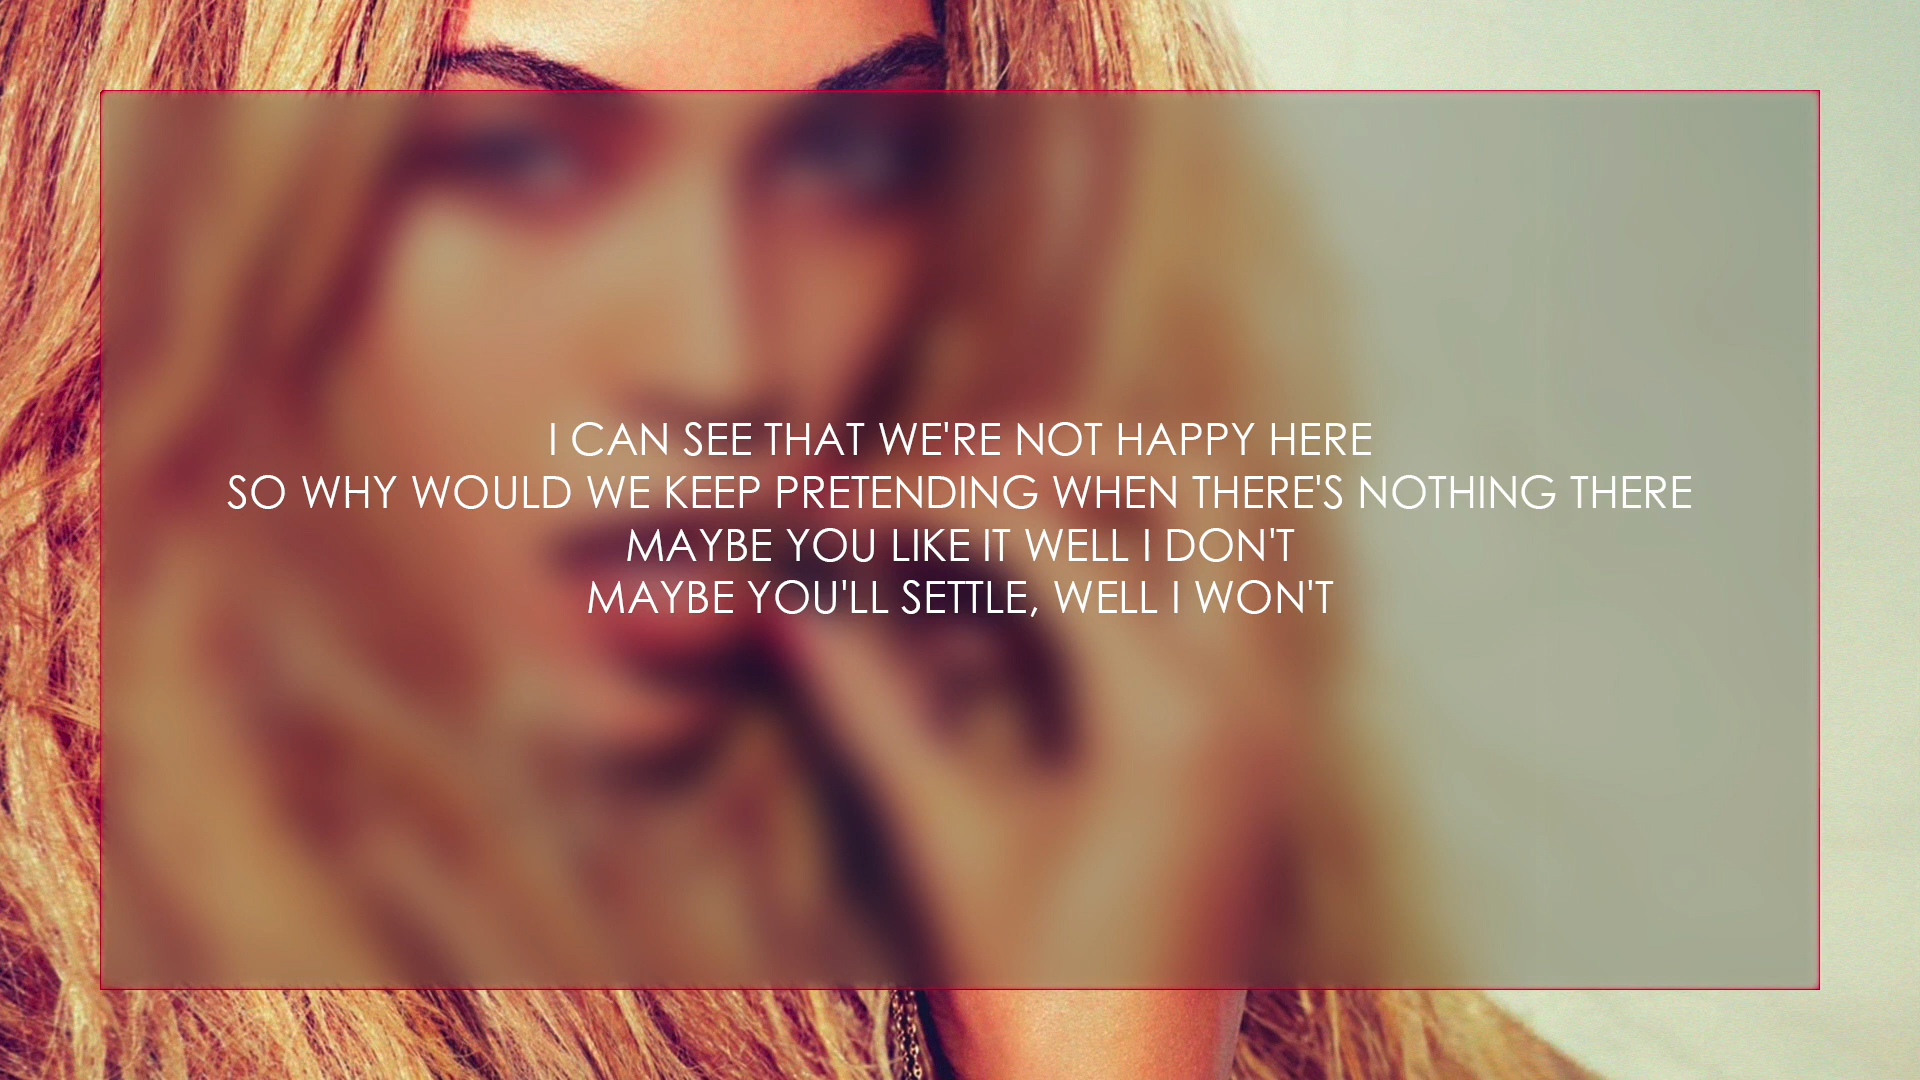 I CAN SEE THAT WE'RE NOT HAPPY HERE
SO WHY WOULD WE KEEP PRETENDING WHEN THERE'S NOTHING THERE
MAYBE YOU LIKE IT WELL I DON'T
MAYBE YOU'LL SETTLE, WELL I WON'T